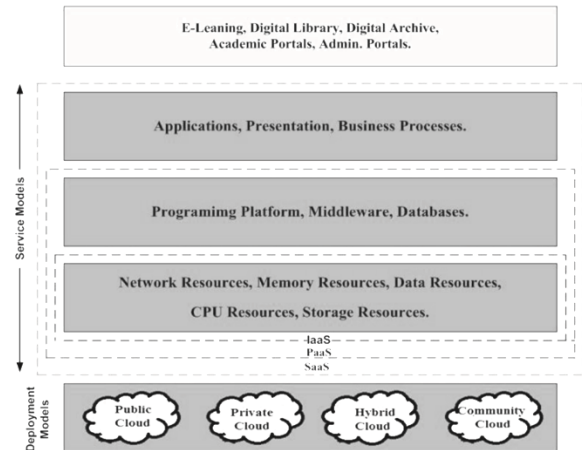 E-Leaning, Digital Library, Digital Archive,
Academic Portals, Admin. Portals.
Service Models
Applications, Presentation, Business Processes.
Programimg Platform, Middleware, Databases.
Network Resources, Memory Resources, Data Resources,
CPU Resources, Storage Resources.
IaaS
PaaS
SaaS
Deployment
Models
Public
Cloud
Private
Cloud
Hybrid
Cloud
Community
Cloud